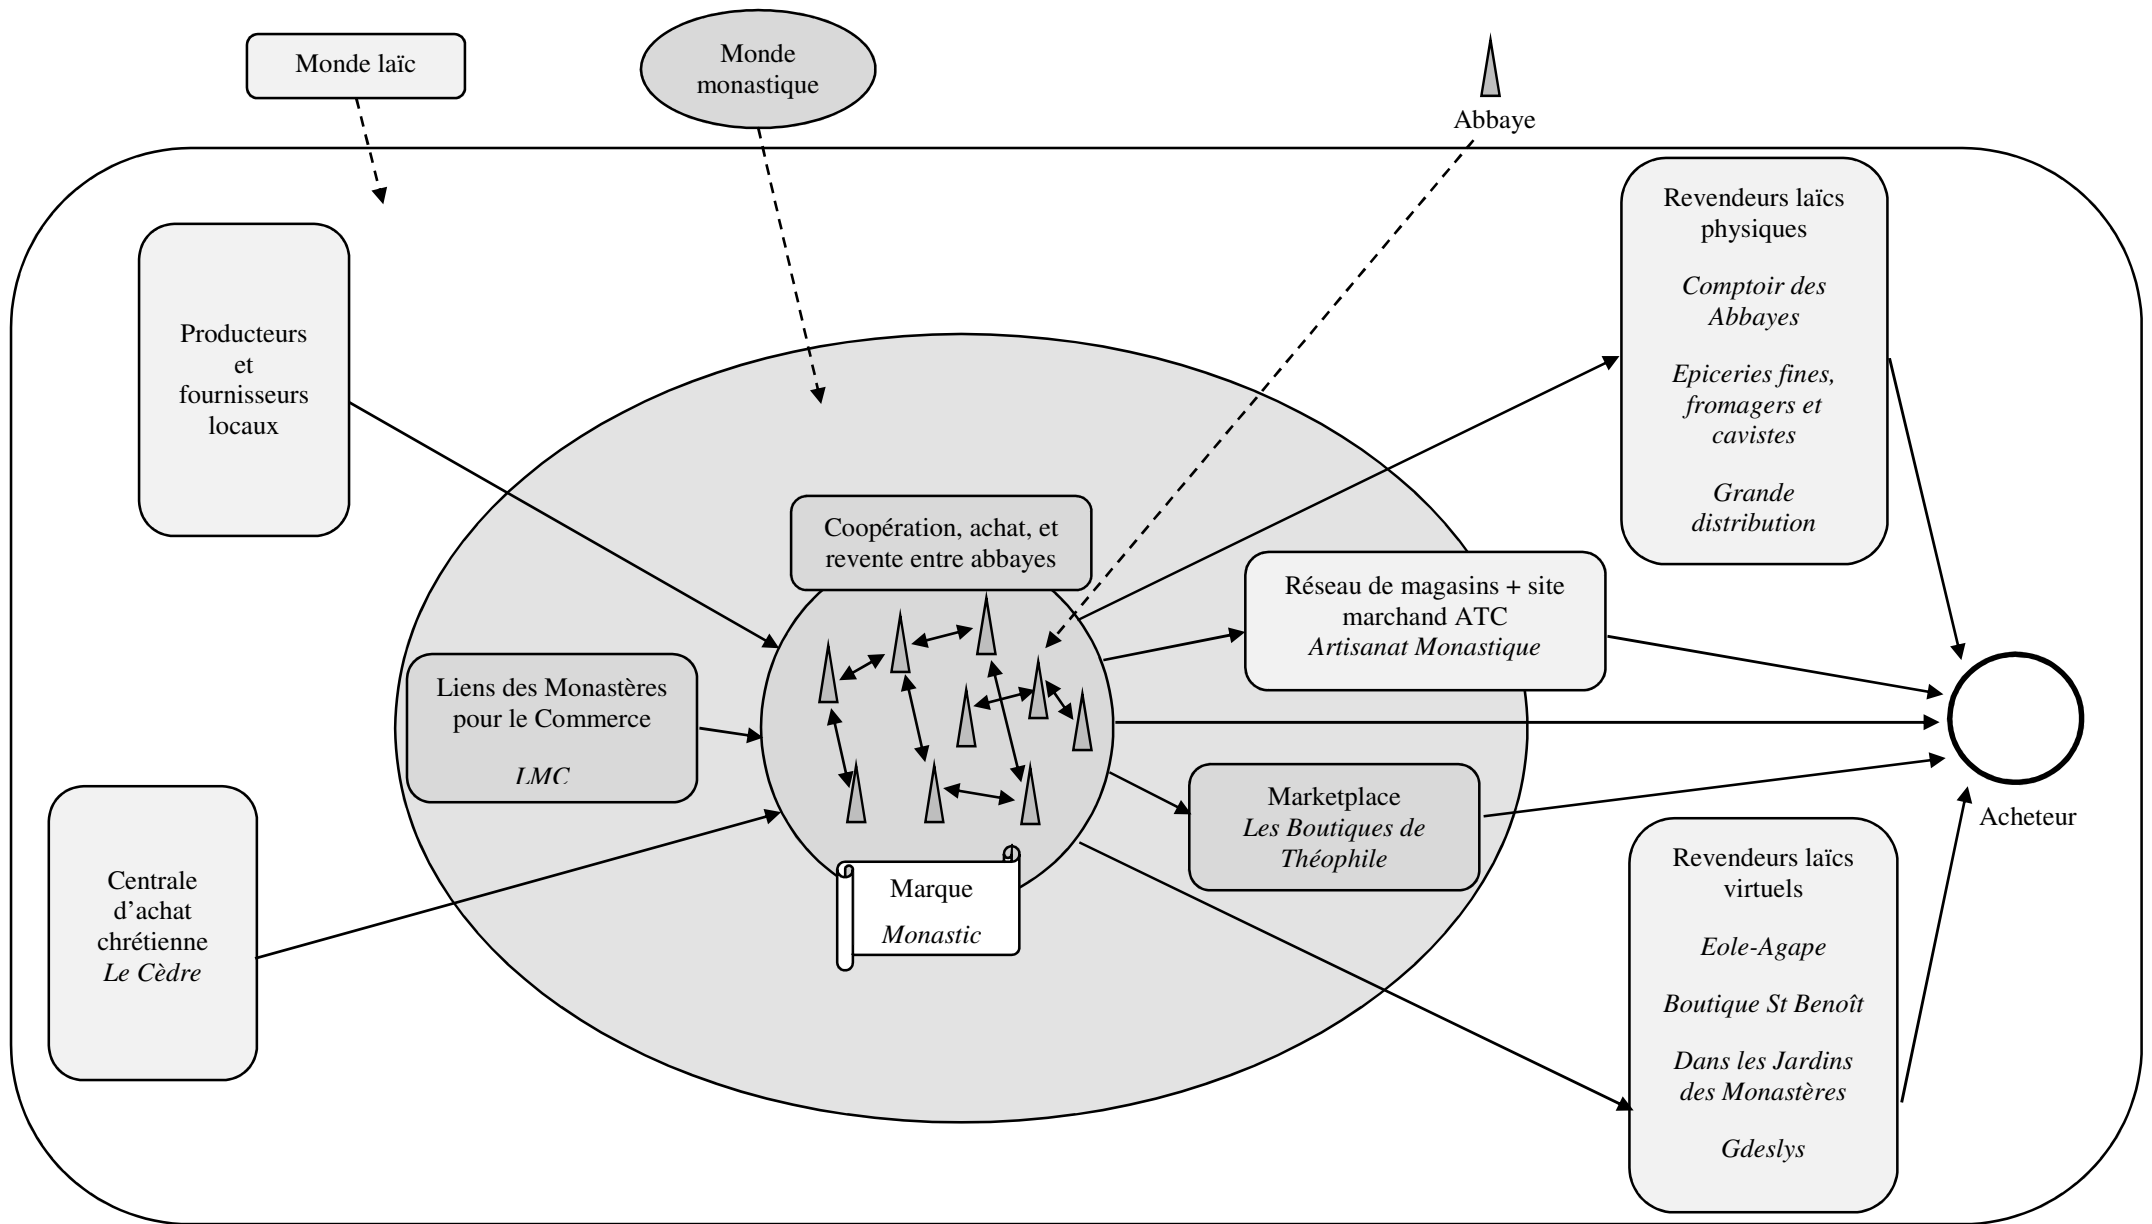 Monde laïc
Monde
monastique
Abbaye
Revendeurs laïcs
physiques
Comptoir des
Abbayes
Epiceries fines,
fromagers et
cavistes
Grande
distribution
Producteurs
et
fournisseurs
locaux
Coopération, achat, et
revente entre abbayes
Réseau de magasins + site
marchand ATC
Artisanat Monastique
Liens des Monastères
pour le Commerce
LMC
Marketplace
Les Boutiques de
Théophile
Acheteur
Centrale
d’achat
chrétienne
Le Cèdre
Marque
Monastic
Revendeurs laïcs
virtuels
Eole-Agape
Boutique St Benoît
Dans les Jardins
des Monastères
Gdeslys